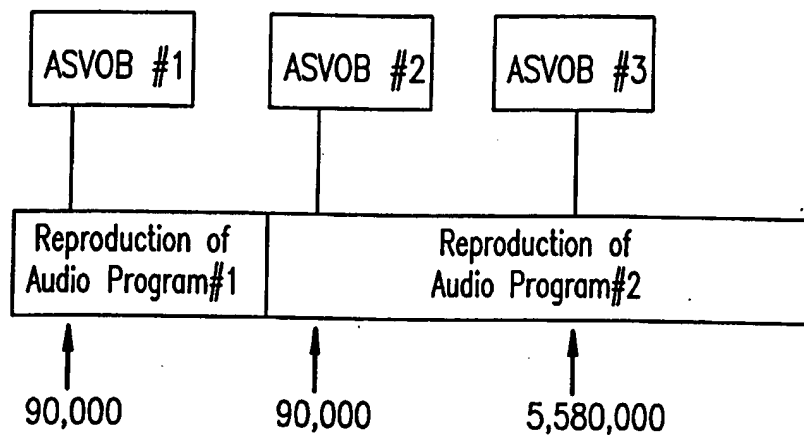 ASVOB #1
ASVOB #2
ASVOB #3
Reproduction of
Audio Program#1
Reproduction of
Audio Program#2
90,000
90,000
5,580,000